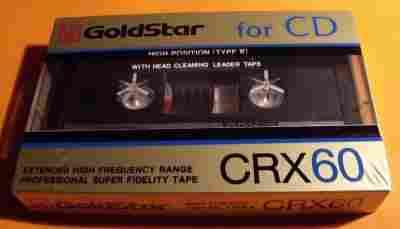 GoldStar for CD
HIGH POSITION (TYPE II)
WITH HEAD CLEANING LEADER TAPE
EXTENDED HIGH FREQUENCY RANGE
PROFESSIONAL SUPER FIDELITY TAPE
CRX60
GoldStar
CRX60